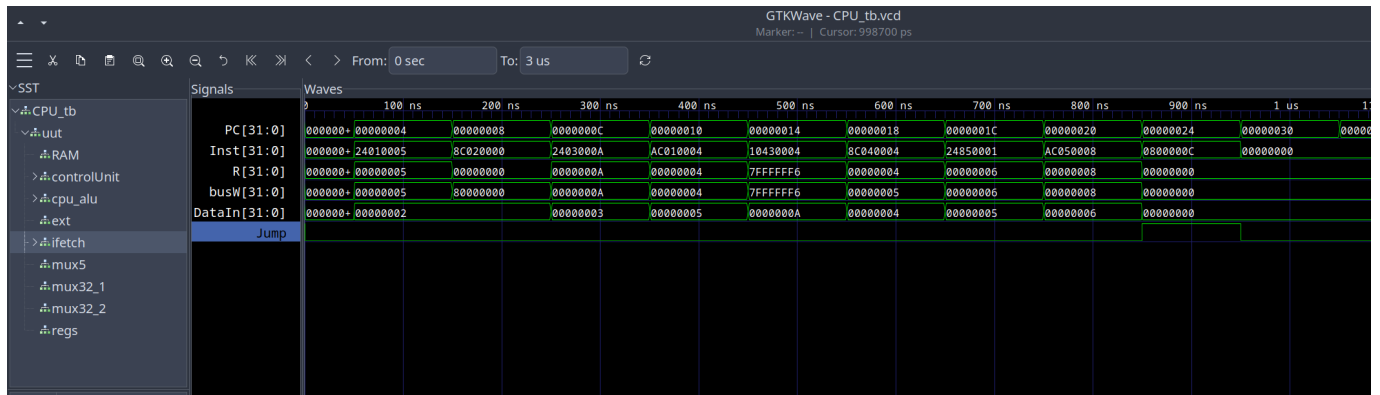 GTKWave - CPU_tb.vcd
Marker: -- | Cursor: 998700 ps
From: 0 sec To: 3 us
SST Signals Waves
CPU_tb 0 100 ns 200 ns 300 ns 400 ns 500 ns 600 ns 700 ns 800 ns 900 ns 1 us
uut PC[31:0] 000000+ 00000004 00000008 0000000C 00000010 00000014 00000018 0000001C 00000020 00000024 00000030 00000
RAM Inst[31:0] 000000+ 24010005 8C020000 2403000A AC010004 10430004 8C040004 24850001 AC050008 0800000C 00000000
controlUnit R[31:0] 000000+ 00000005 00000000 0000000A 00000004 7FFFFFF6 00000004 00000006 00000008 00000000
cpu_alu busW[31:0] 000000+ 00000005 80000000 0000000A 00000004 7FFFFFF6 00000005 00000006 00000008 00000000
ext DataIn[31:0] 000000+ 00000002 00000003 00000005 0000000A 00000004 00000005 00000006 00000000
ifetch Jump
mux5
mux32_1
mux32_2
regs